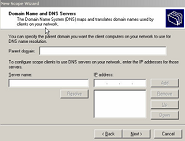 New Scope Wizard
Domain Name and DNS Servers
The Domain Name System (DNS) maps and translates domain names used by
clients on your network.
You can specify the parent domain you want the client computers on your network to use for
DNS name resolution.
Parent domain:
To configure scope clients to use DNS servers on your network, enter the IP addresses for those
servers.
Server name:
IP address:
Add
Resolve
Remove
Up
Down
< Back
Next >
Cancel